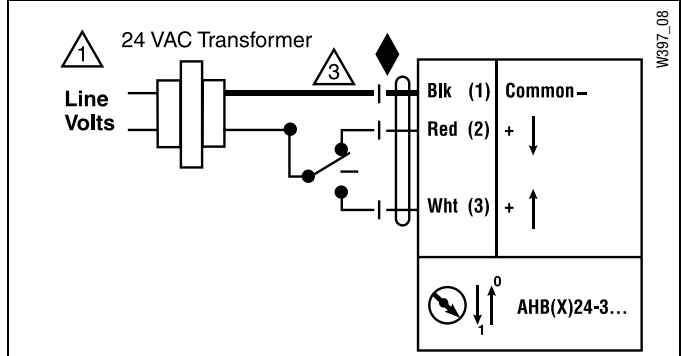 W397_08
1
24 VAC Transformer
3
Line
Volts
Blk (1) Common –
Red (2) + ↓
Wht (3) + ↑
0
1
AHB(X)24-3...